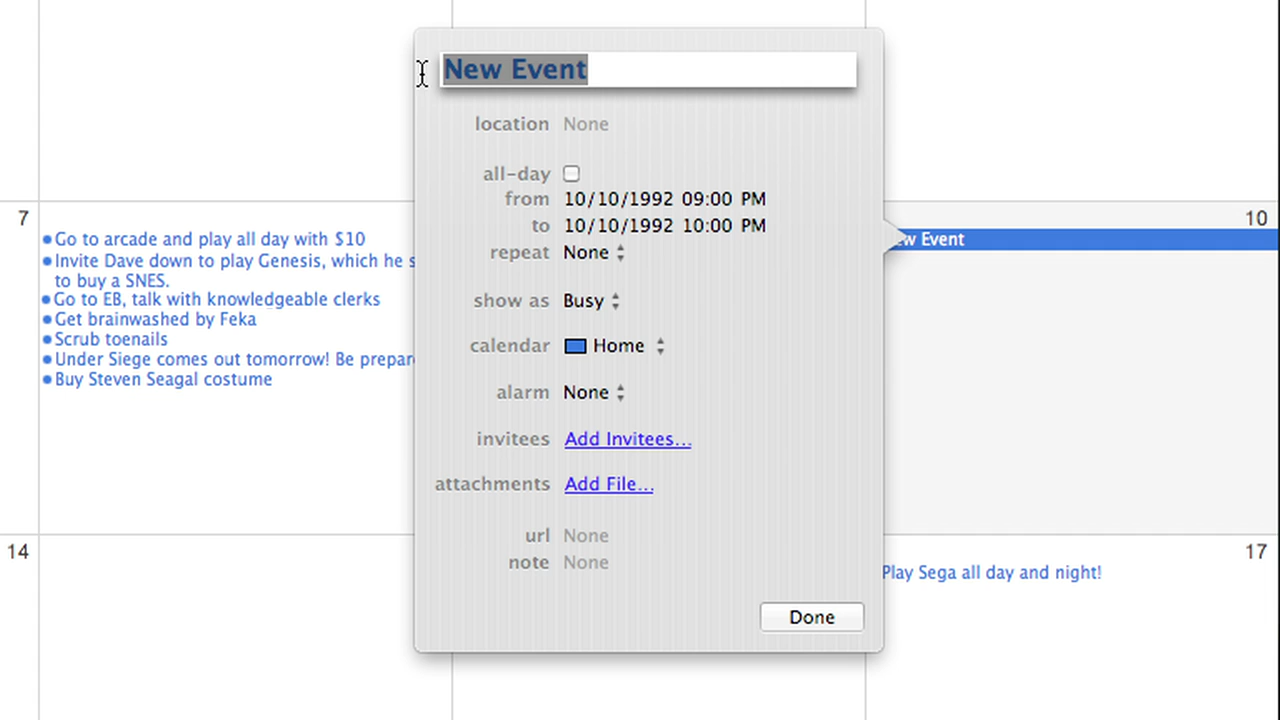 New Event
location None
all-day
from 10/10/1992 09:00 PM
to 10/10/1992 10:00 PM
repeat None
show as Busy
calendar Home
alarm None
invitees Add Invitees...
attachments Add File...
url None
note None
Done
7
Go to arcade and play all day with $10
Invite Dave down to play Genesis, which he
to buy a SNES.
Go to EB, talk with knowledgeable clerks
Get brainwashed by Feka
Scrub toenails
Under Siege comes out tomorrow! Be
Buy Steven Seagal costume
10
Event
14
17
Play Sega all day and night!